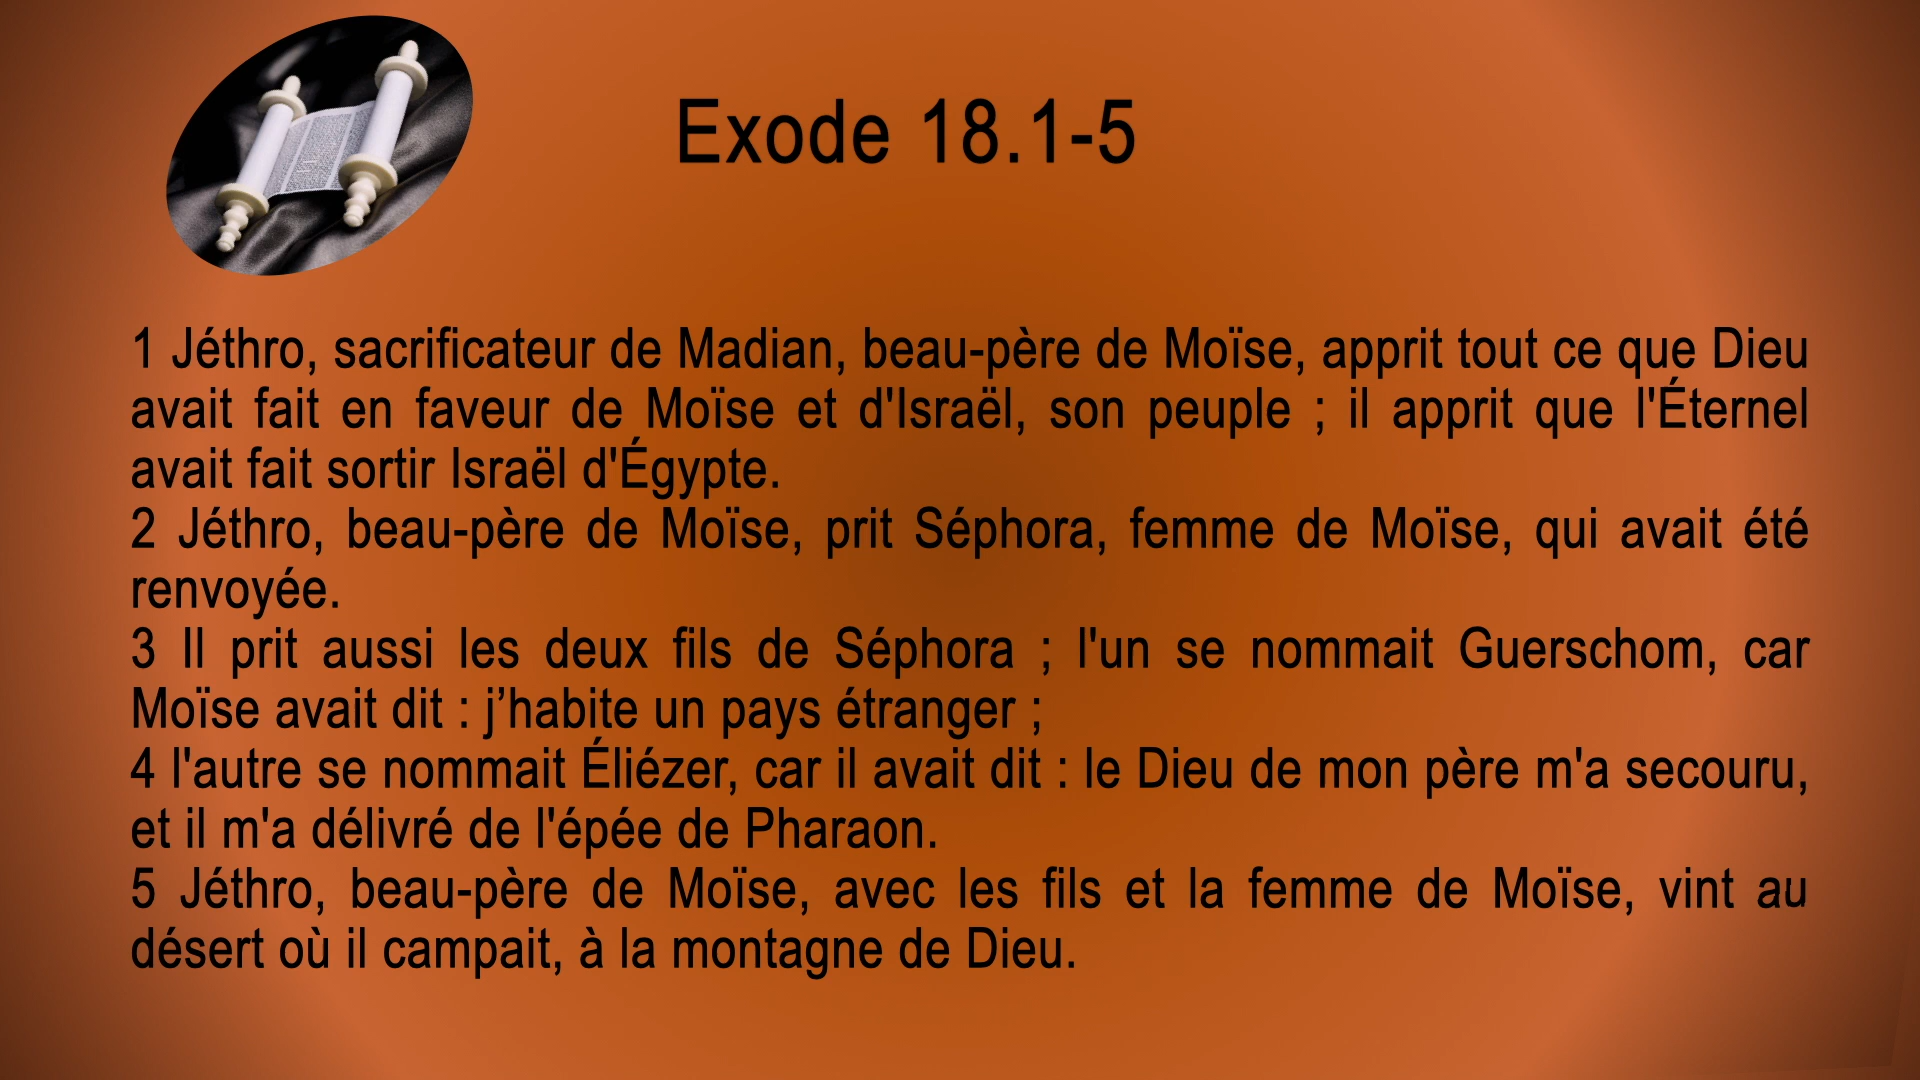 Exode 18.1-5
1 Jéthro, sacrificateur de Madian, beau-père de Moïse, apprit tout ce que Dieu
avait fait en faveur de Moïse et d'Israël, son peuple ; il apprit que l'Éternel
avait fait sortir Israël d'Égypte.
2 Jéthro, beau-père de Moïse, prit Séphora, femme de Moïse, qui avait été
renvoyée.
3 Il prit aussi les deux fils de Séphora ; l'un se nommait Guerschom, car
Moïse avait dit : j’habite un pays étranger ;
4 l'autre se nommait Éliézer, car il avait dit : le Dieu de mon père m'a secouru,
et il m'a délivré de l'épée de Pharaon.
5 Jéthro, beau-père de Moïse, avec les fils et la femme de Moïse, vint au
désert où il campait, à la montagne de Dieu.